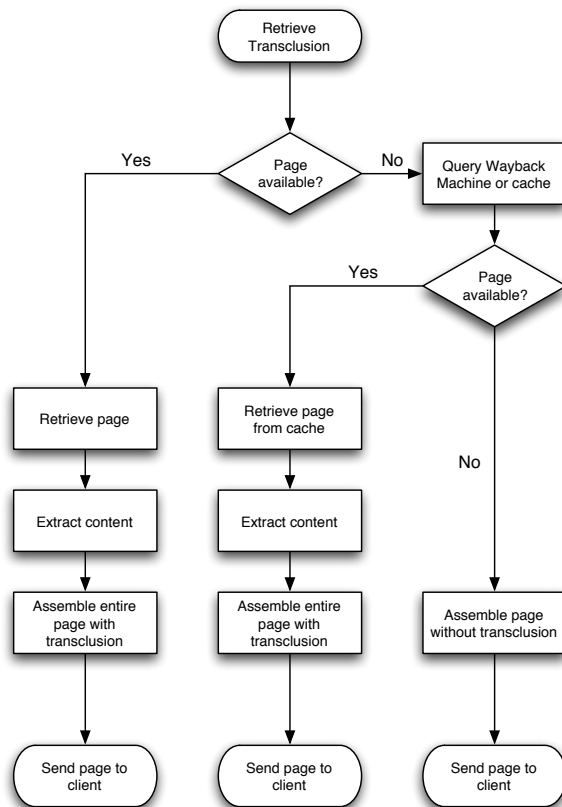 Retrieve
Transclusion
Yes
Page
available?
No
Query Wayback
Machine or cache
Yes
Page
available?
Retrieve page
Retrieve page
from cache
No
Extract content
Extract content
Assemble entire
page with
transclusion
Assemble entire
page with
transclusion
Assemble page
without transclusion
Send page to
client
Send page to
client
Send page to
client